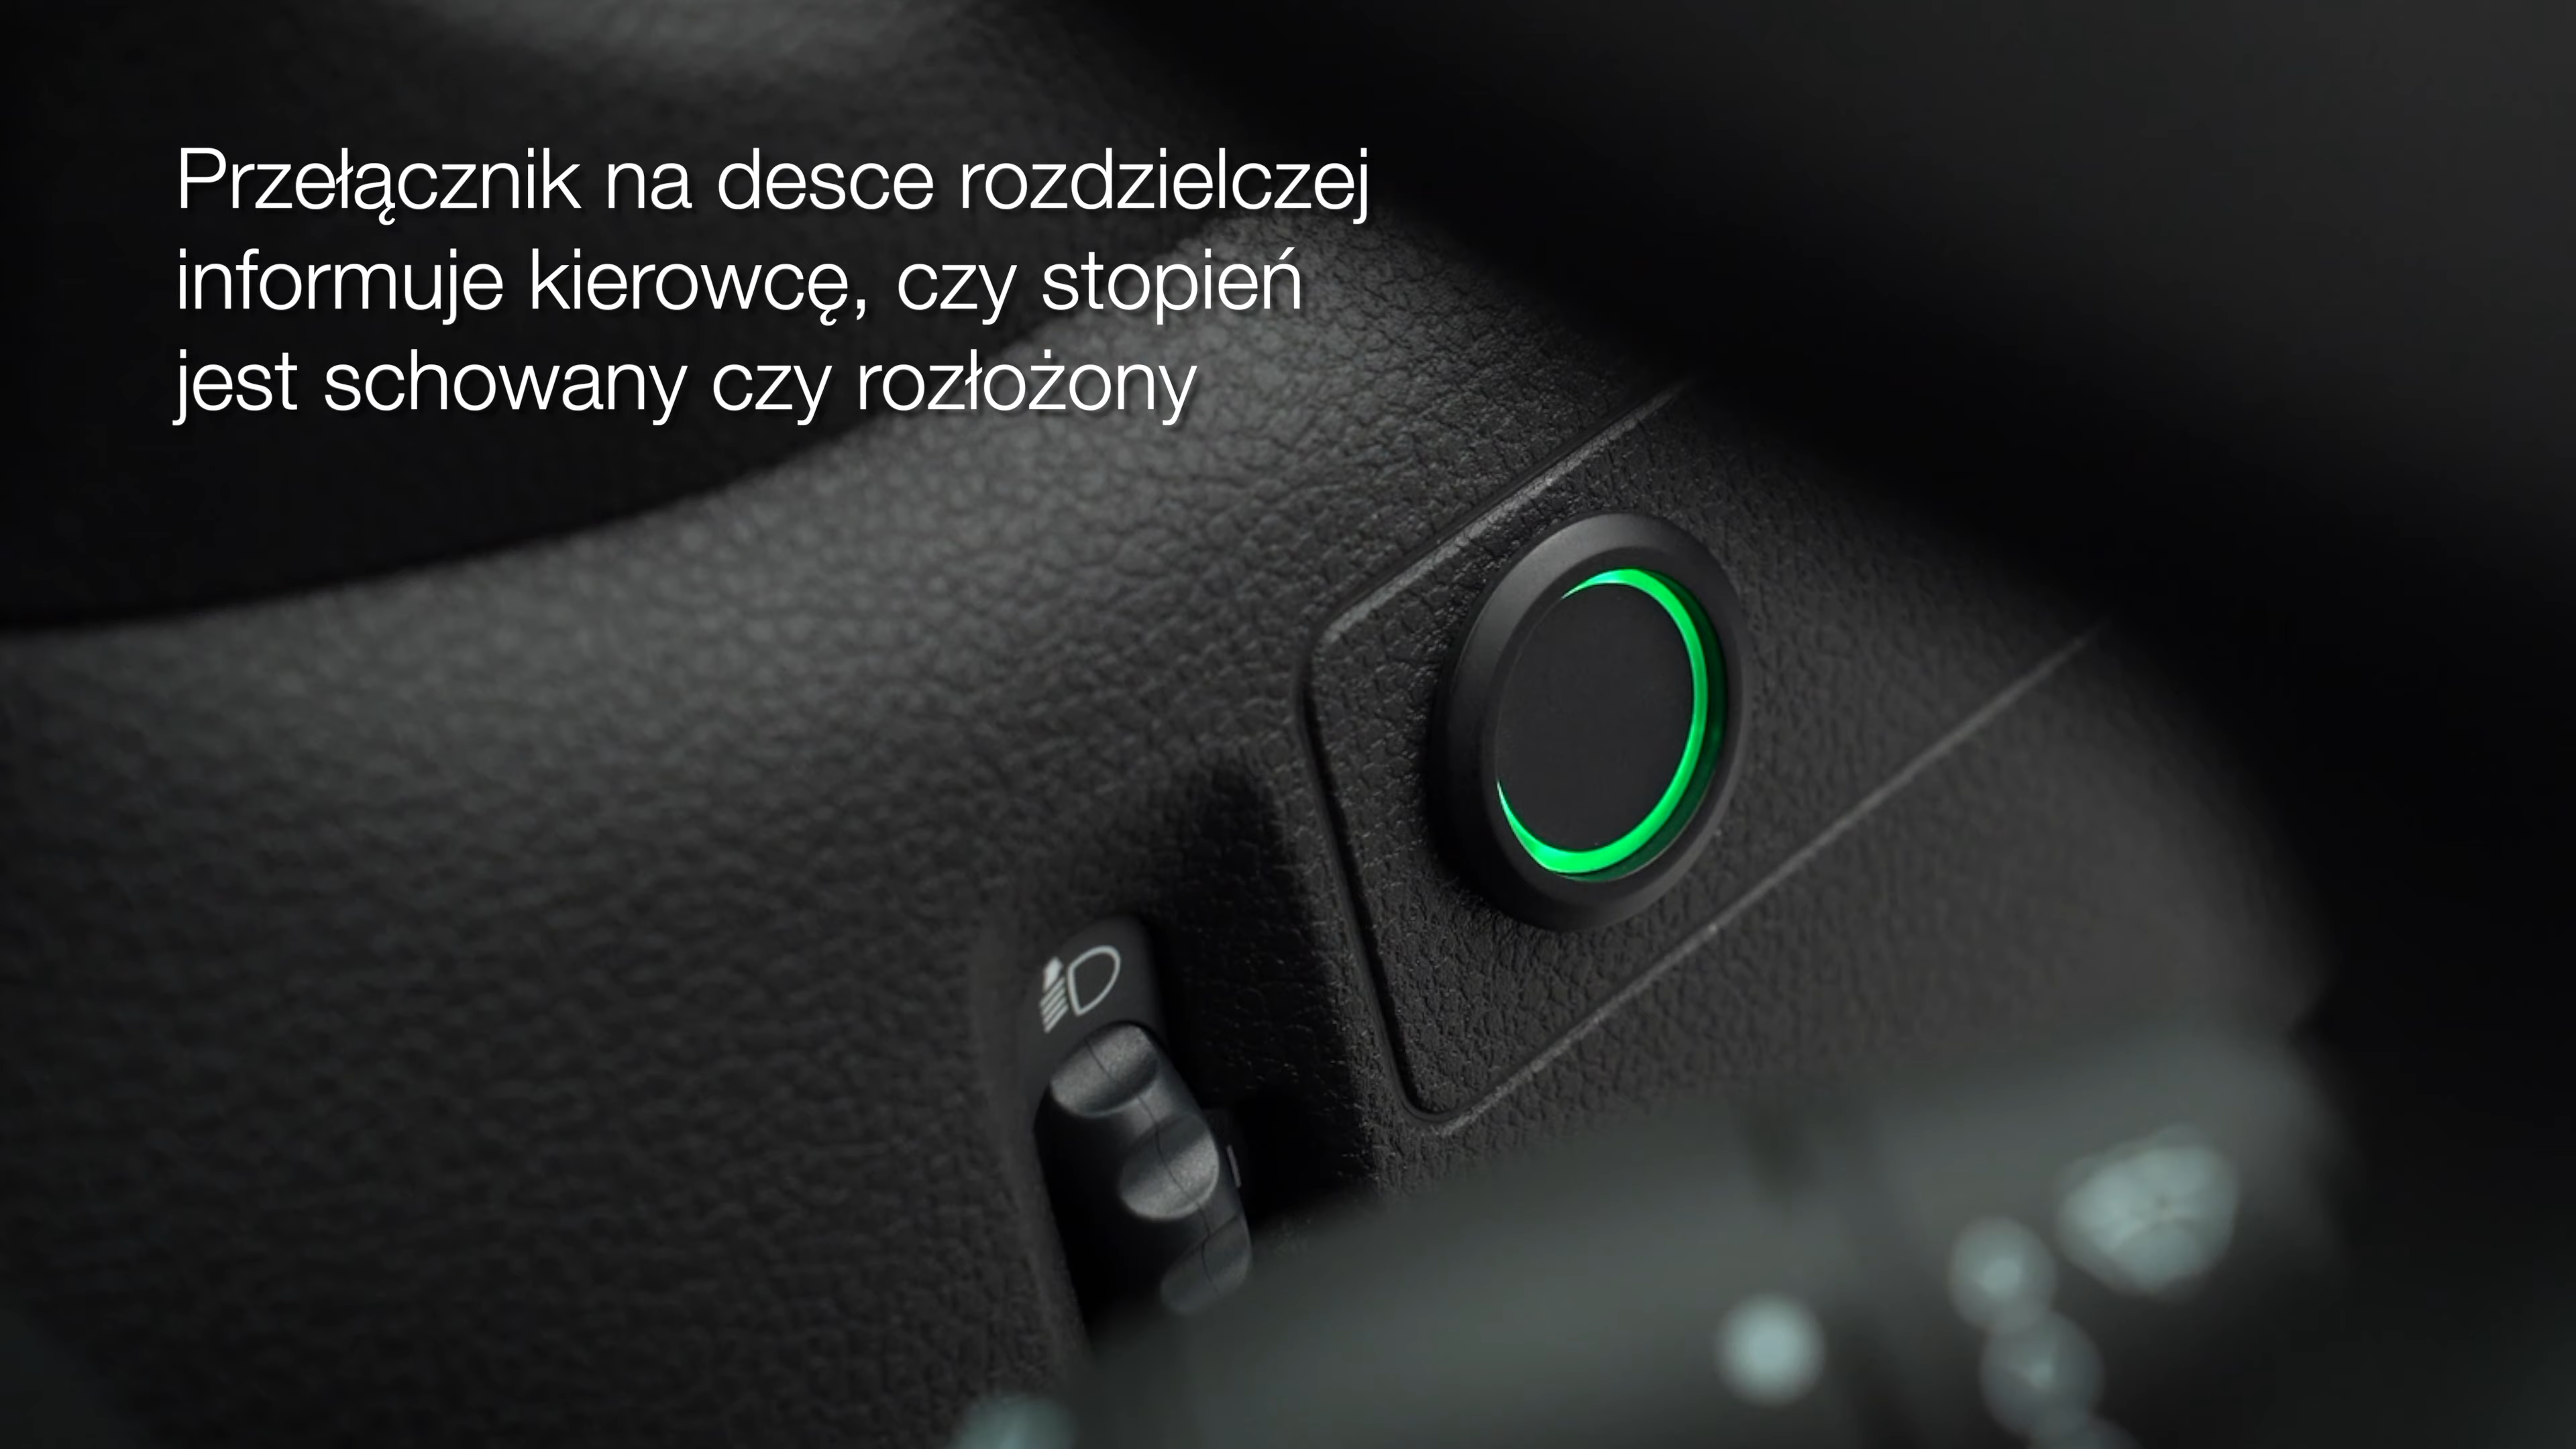 Przełącznik na desce rozdzielczej
informuje kierowcę, czy stopień
jest schowany czy rozłożony